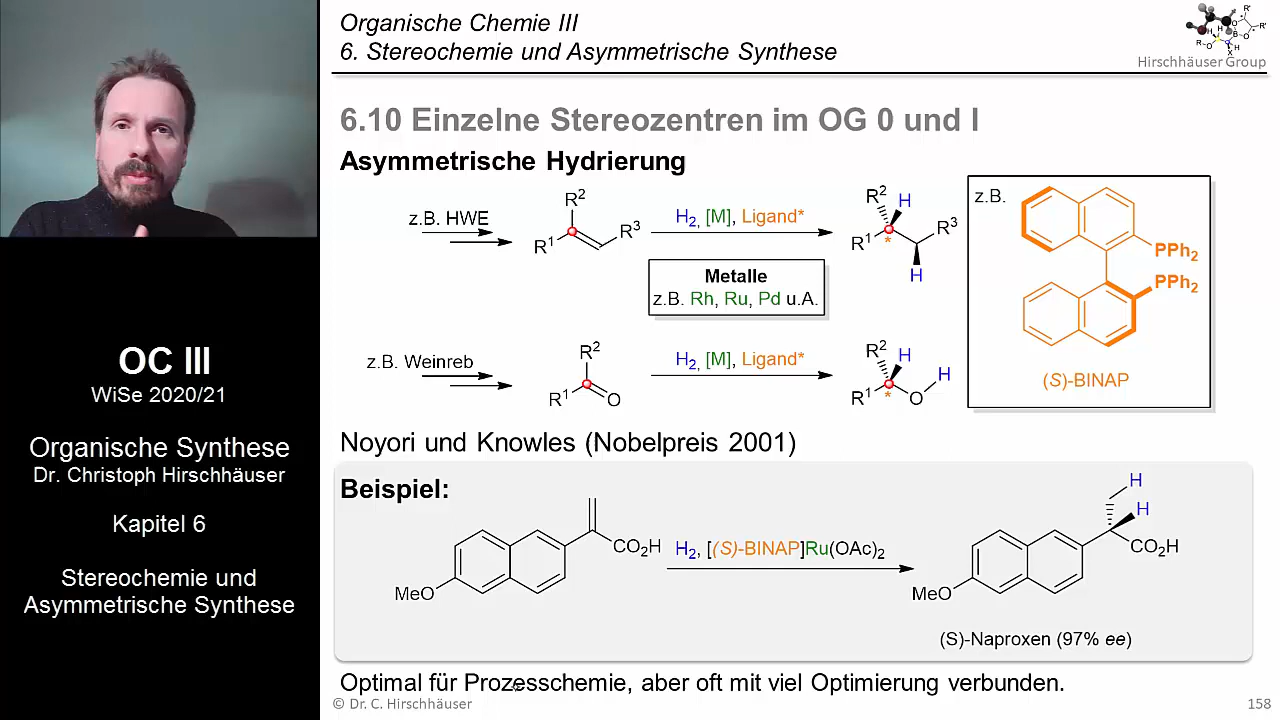 OC III
WiSe 2020/21
Organische Synthese
Dr. Christoph Hirschhäuser
Kapitel 6
Stereochemie und
Asymmetrische Synthese
Organische Chemie III
6. Stereochemie und Asymmetrische Synthese
Hirschhäuser Group
6.10 Einzelne Stereozentren im OG 0 und I
Asymmetrische Hydrierung
z.B. HWE
R¹ R² R³
H₂, [M], Ligand*
R² H R¹ * R³ H
Metalle
z.B. Rh, Ru, Pd u.A.
z.B. Weinreb
R² R¹ O
H₂, [M], Ligand*
R² H H R¹ * O
z.B.
PPh₂
PPh₂
(S)-BINAP
Noyori und Knowles (Nobelpreis 2001)
Beispiel:
MeO CO₂H
H₂, [(S)-BINAP]Ru(OAc)₂
H H CO₂H MeO
(S)-Naproxen (97% ee)
Optimal für Prozesschemie, aber oft mit viel Optimierung verbunden.
© Dr. C. Hirschhäuser
158